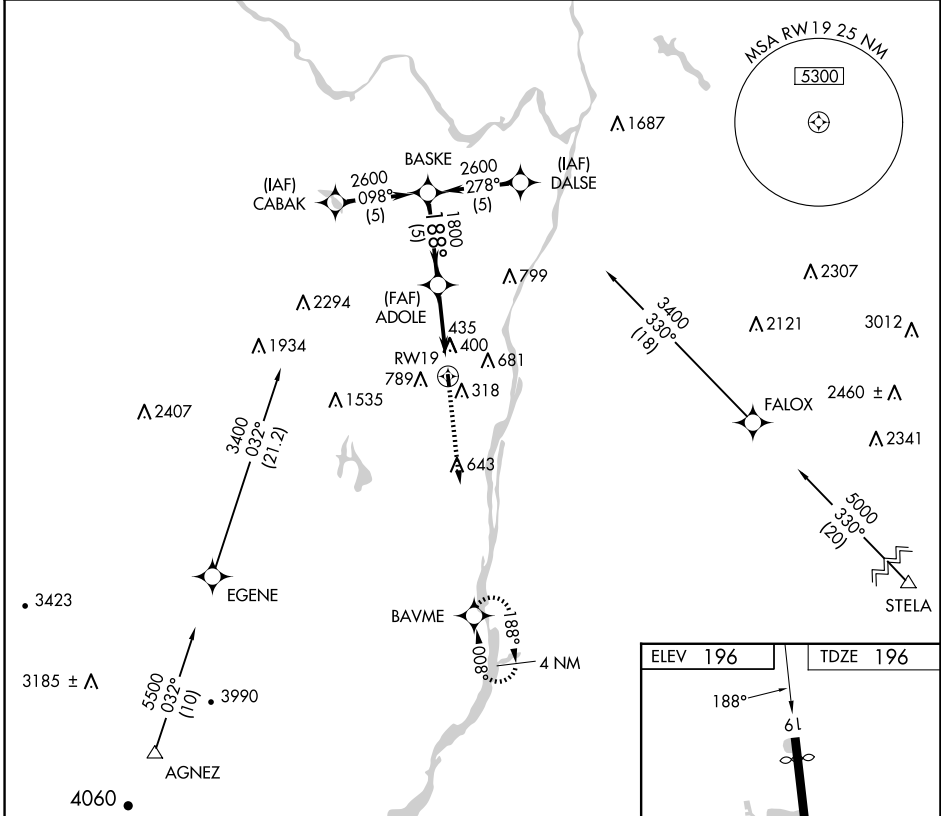 MSA RW19 25 NM
5300
1687
BASKE
(IAF)
CABAK
2600
098°
(5)
2600
278°
(5)
(IAF)
DALSE
1800
188°
(5)
799
2307
2294
(FAF)
ADOLE
3400
330°
(18)
2121
3012
435
400
1934
RW19
681
789
318
1535
2460 ±
FALOX
2407
2341
3400
032°
(21.2)
643
5000
330°
(20)
EGENE
STELA
3423
BAVME
188°
008°
4 NM
ELEV 196
TDZE 196
3185 ±
5500
032°
(10)
3990
188°
19
AGNEZ
4060